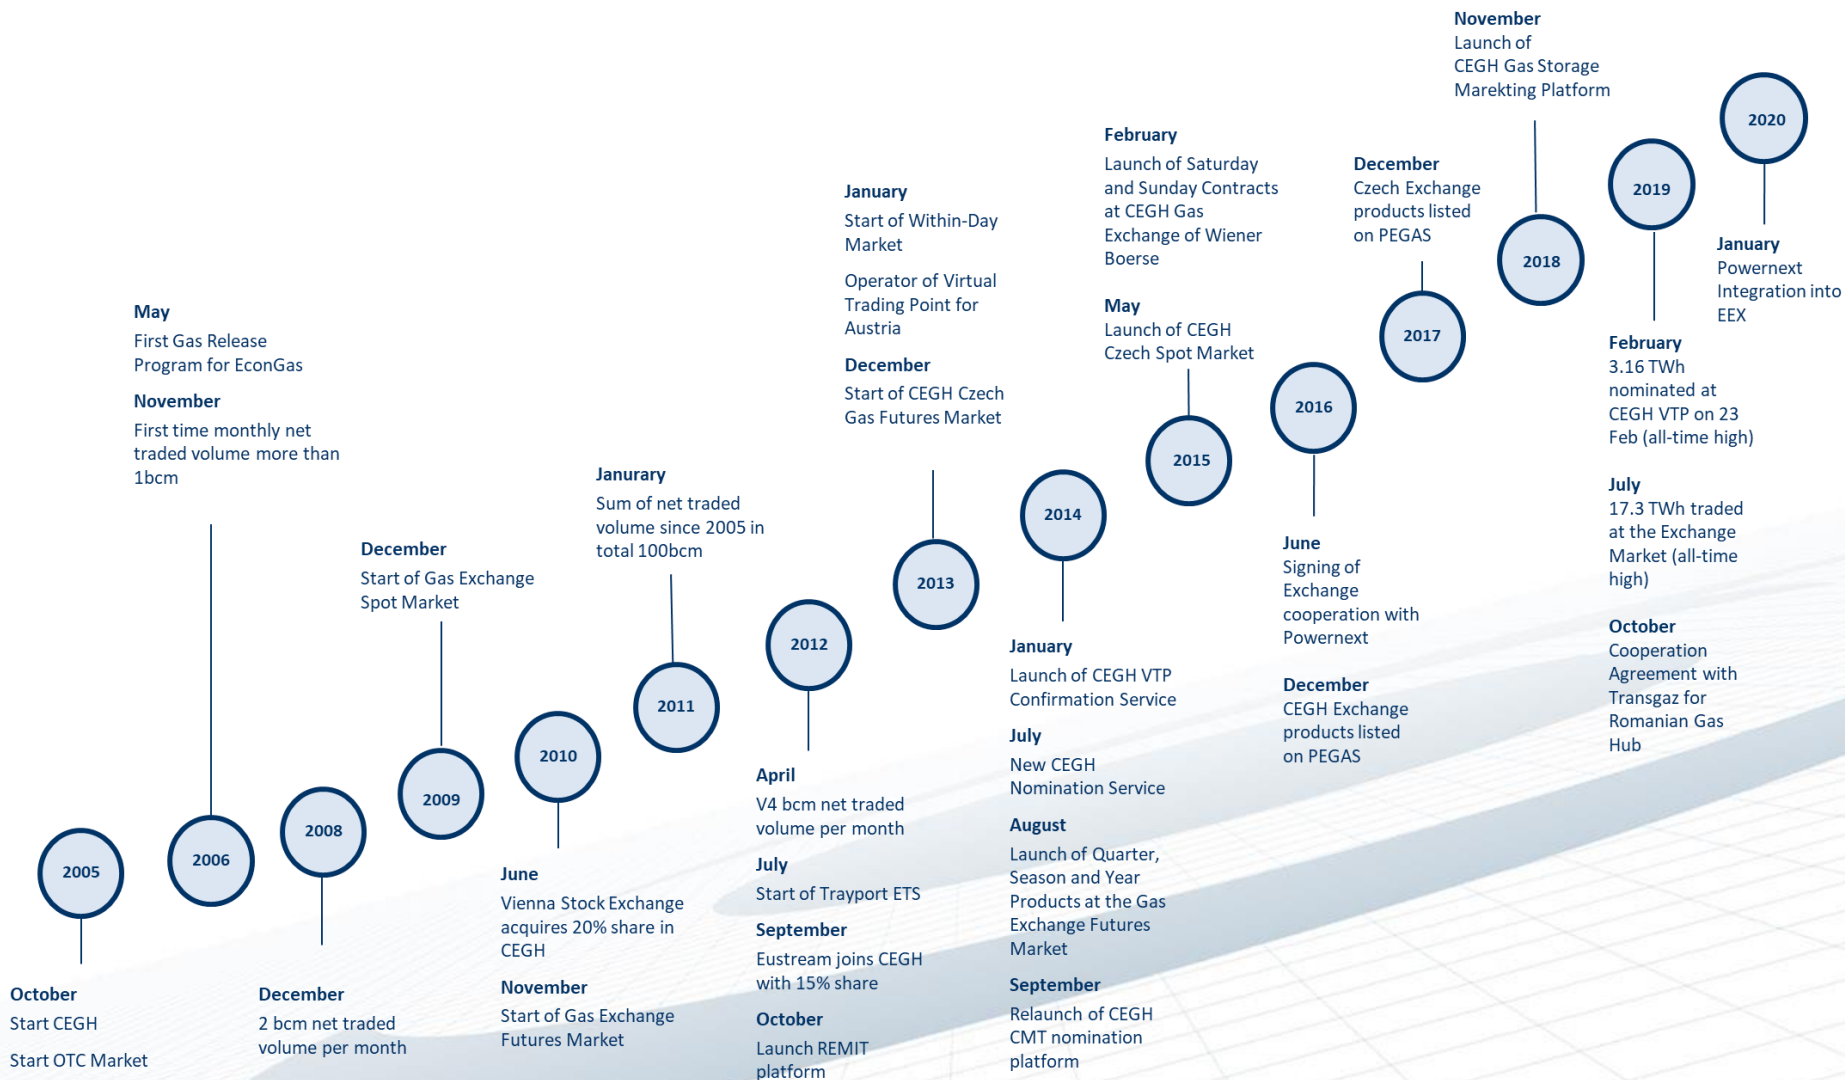 2005
October
Start CEGH
Start OTC Market
May
First Gas Release
Program for EconGas
November
First time monthly net
traded volume more than
1bcm
2006
2008
December
2 bcm net traded
volume per month
December
Start of Gas Exchange
Spot Market
2009
2010
June
Vienna Stock Exchange
acquires 20% share in
CEGH
November
Start of Gas Exchange
Futures Market
Janurary
Sum of net traded
volume since 2005 in
total 100bcm
2011
2012
April
V4 bcm net traded
volume per month
July
Start of Trayport ETS
September
Eustream joins CEGH
with 15% share
October
Launch REMIT
platform
January
Start of Within-Day
Market
Operator of Virtual
Trading Point for
Austria
December
Start of CEGH Czech
Gas Futures Market
2013
2014
January
Launch of CEGH VTP
Confirmation Service
July
New CEGH
Nomination Service
August
Launch of Quarter,
Season and Year
Products at the Gas
Exchange Futures
Market
September
Relaunch of CEGH
CMT nomination
platform
February
Launch of Saturday
and Sunday Contracts
at CEGH Gas
Exchange of Wiener
Boerse
May
Launch of CEGH
Czech Spot Market
2015
2016
June
Signing of
Exchange
cooperation with
Powernext
December
CEGH Exchange
products listed
on PEGAS
December
Czech Exchange
products listed
on PEGAS
2017
November
Launch of
CEGH Gas Storage
Marekting Platform
2018
2019
February
3.16 TWh
nominated at
CEGH VTP on 23
Feb (all-time high)
July
17.3 TWh traded
at the Exchange
Market (all-time
high)
October
Cooperation
Agreement with
Transgaz for
Romanian Gas
Hub
2020
January
Powernext
Integration into
EEX